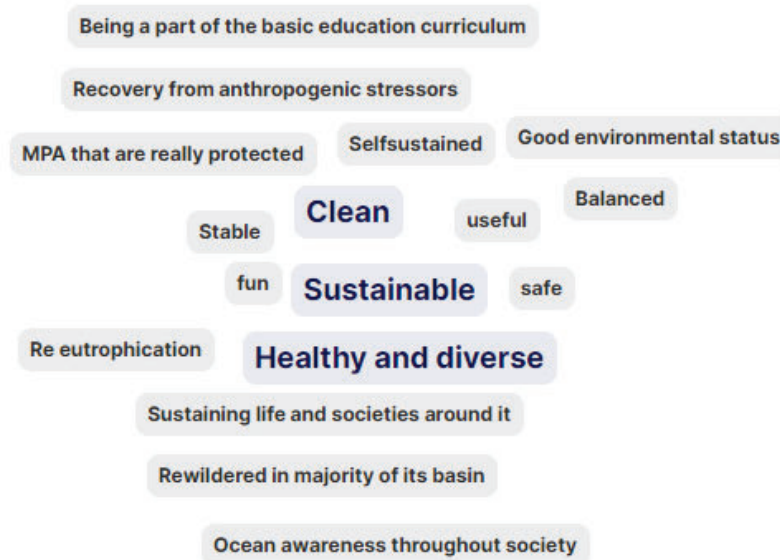 Being a part of the basic education curriculum
Recovery from anthropogenic stressors
Selfsustained
Good environmental status
MPA that are really protected
Clean
Balanced
useful
Stable
fun
Sustainable
safe
Re eutrophication
Healthy and diverse
Sustaining life and societies around it
Rewildered in majority of its basin
Ocean awareness throughout society